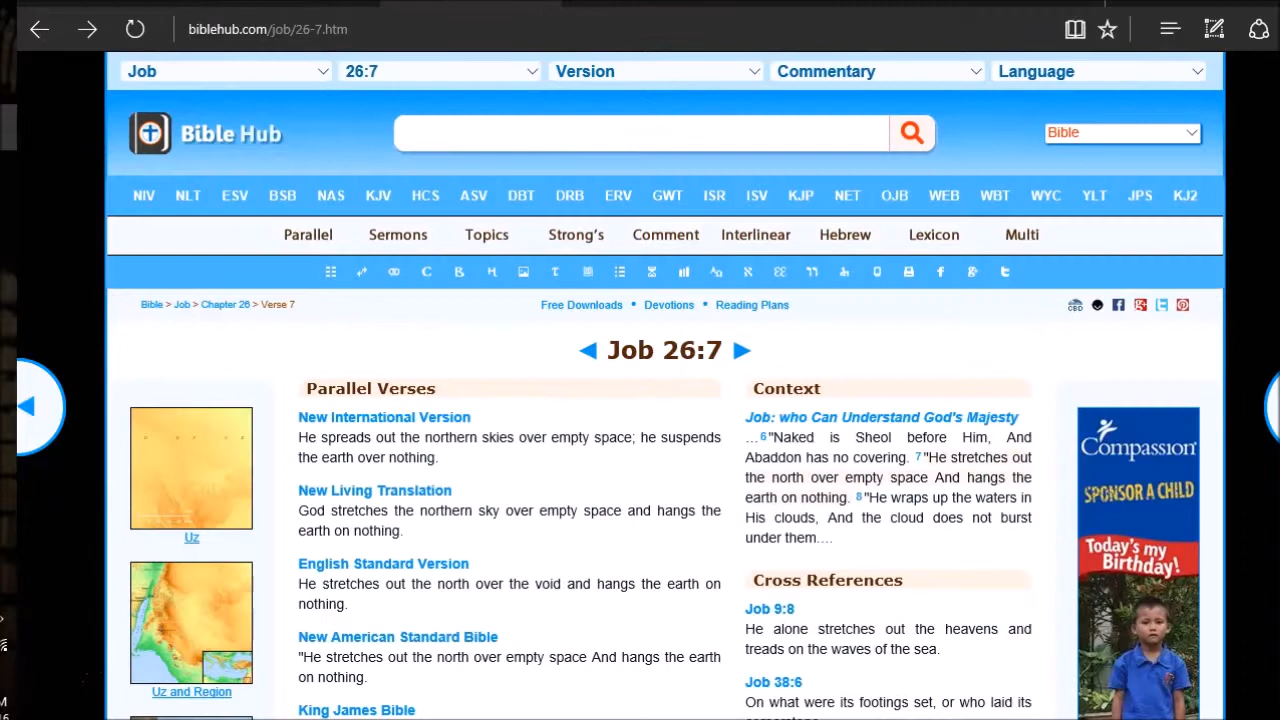 biblehub.com/job/26-7.htm
Job 26:7 Version Commentary Language
Bible Hub
Bible
NIV NLT ESV BSB NAS KJV HCS ASV DBT DRB ERV GWT ISR ISV KJP NET OJB WEB WBT WYC YLT JPS KJ2
Parallel Sermons Topics Strong's Comment Interlinear Hebrew Lexicon Multi
Bible > Job > Chapter 26 > Verse 7
Free Downloads • Devotions • Reading Plans
CBD
Job 26:7
Parallel Verses
New International Version
He spreads out the northern skies over empty space; he suspends
the earth over nothing.
New Living Translation
God stretches the northern sky over empty space and hangs the
earth on nothing.
English Standard Version
He stretches out the north over the void and hangs the earth on
nothing.
New American Standard Bible
"He stretches out the north over empty space And hangs the earth
on nothing.
King James Bible
Context
Job: who Can Understand God's Majesty
...6"Naked is Sheol before Him, And
Abaddon has no covering. 7"He stretches out
the north over empty space And hangs the
earth on nothing. 8"He wraps up the waters in
His clouds, And the cloud does not burst
under them....
Cross References
Job 9:8
He alone stretches out the heavens and
treads on the waves of the sea.
Job 38:6
On what were its footings set, or who laid its
Uz
Uz and Region
Compassion
SPONSOR A CHILD
Today's my
Birthday!